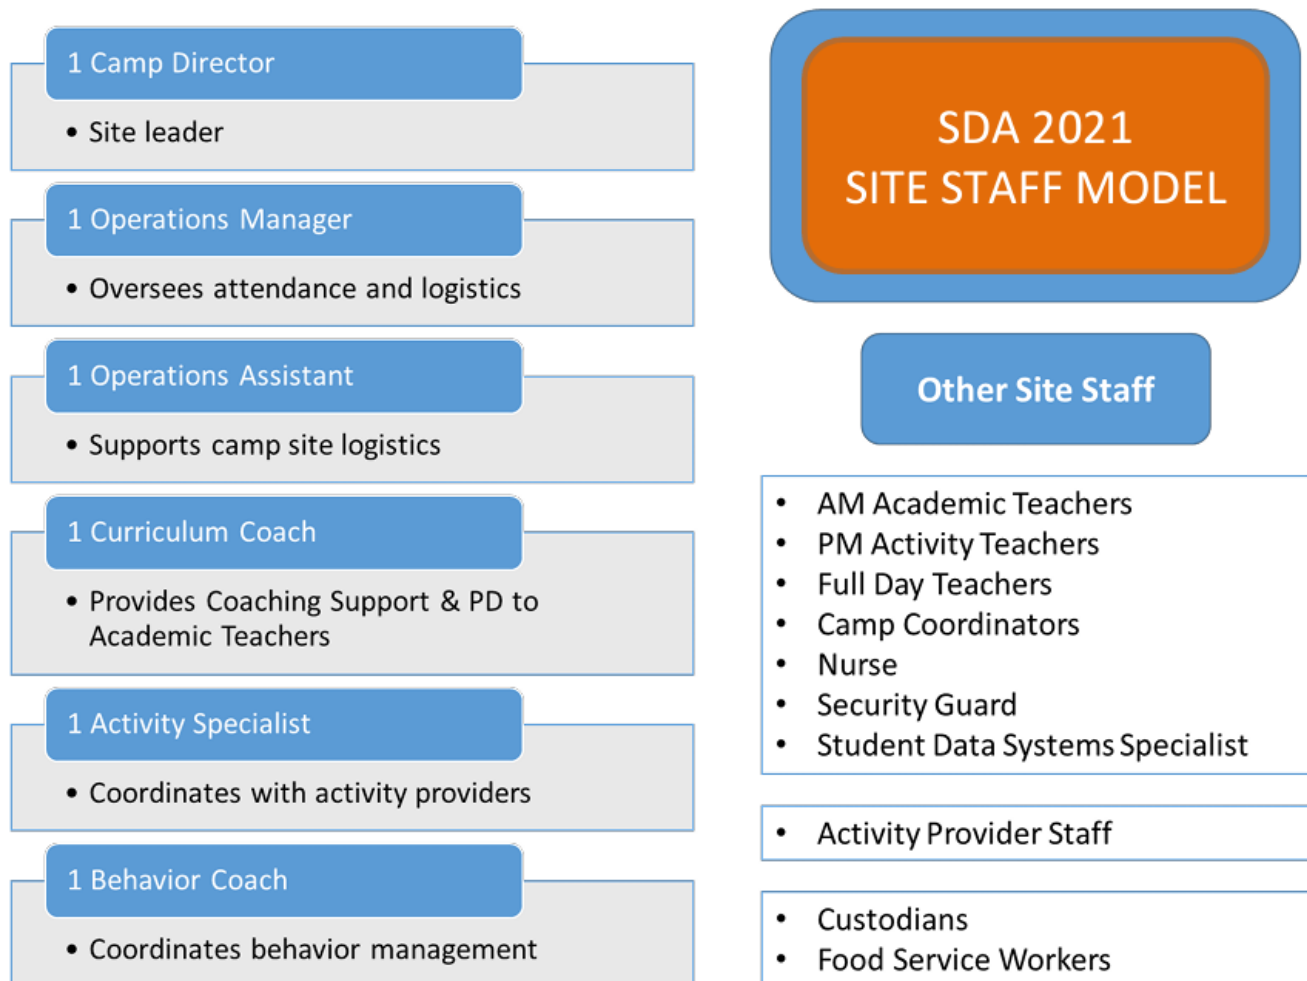 1 Camp Director
• Site leader
1 Operations Manager
• Oversees attendance and logistics
1 Operations Assistant
• Supports camp site logistics
1 Curriculum Coach
• Provides Coaching Support & PD to
Academic Teachers
1 Activity Specialist
• Coordinates with activity providers
1 Behavior Coach
• Coordinates behavior management
SDA 2021
SITE STAFF MODEL
Other Site Staff
• AM Academic Teachers
• PM Activity Teachers
• Full Day Teachers
• Camp Coordinators
• Nurse
• Security Guard
• Student Data Systems Specialist
• Activity Provider Staff
• Custodians
• Food Service Workers